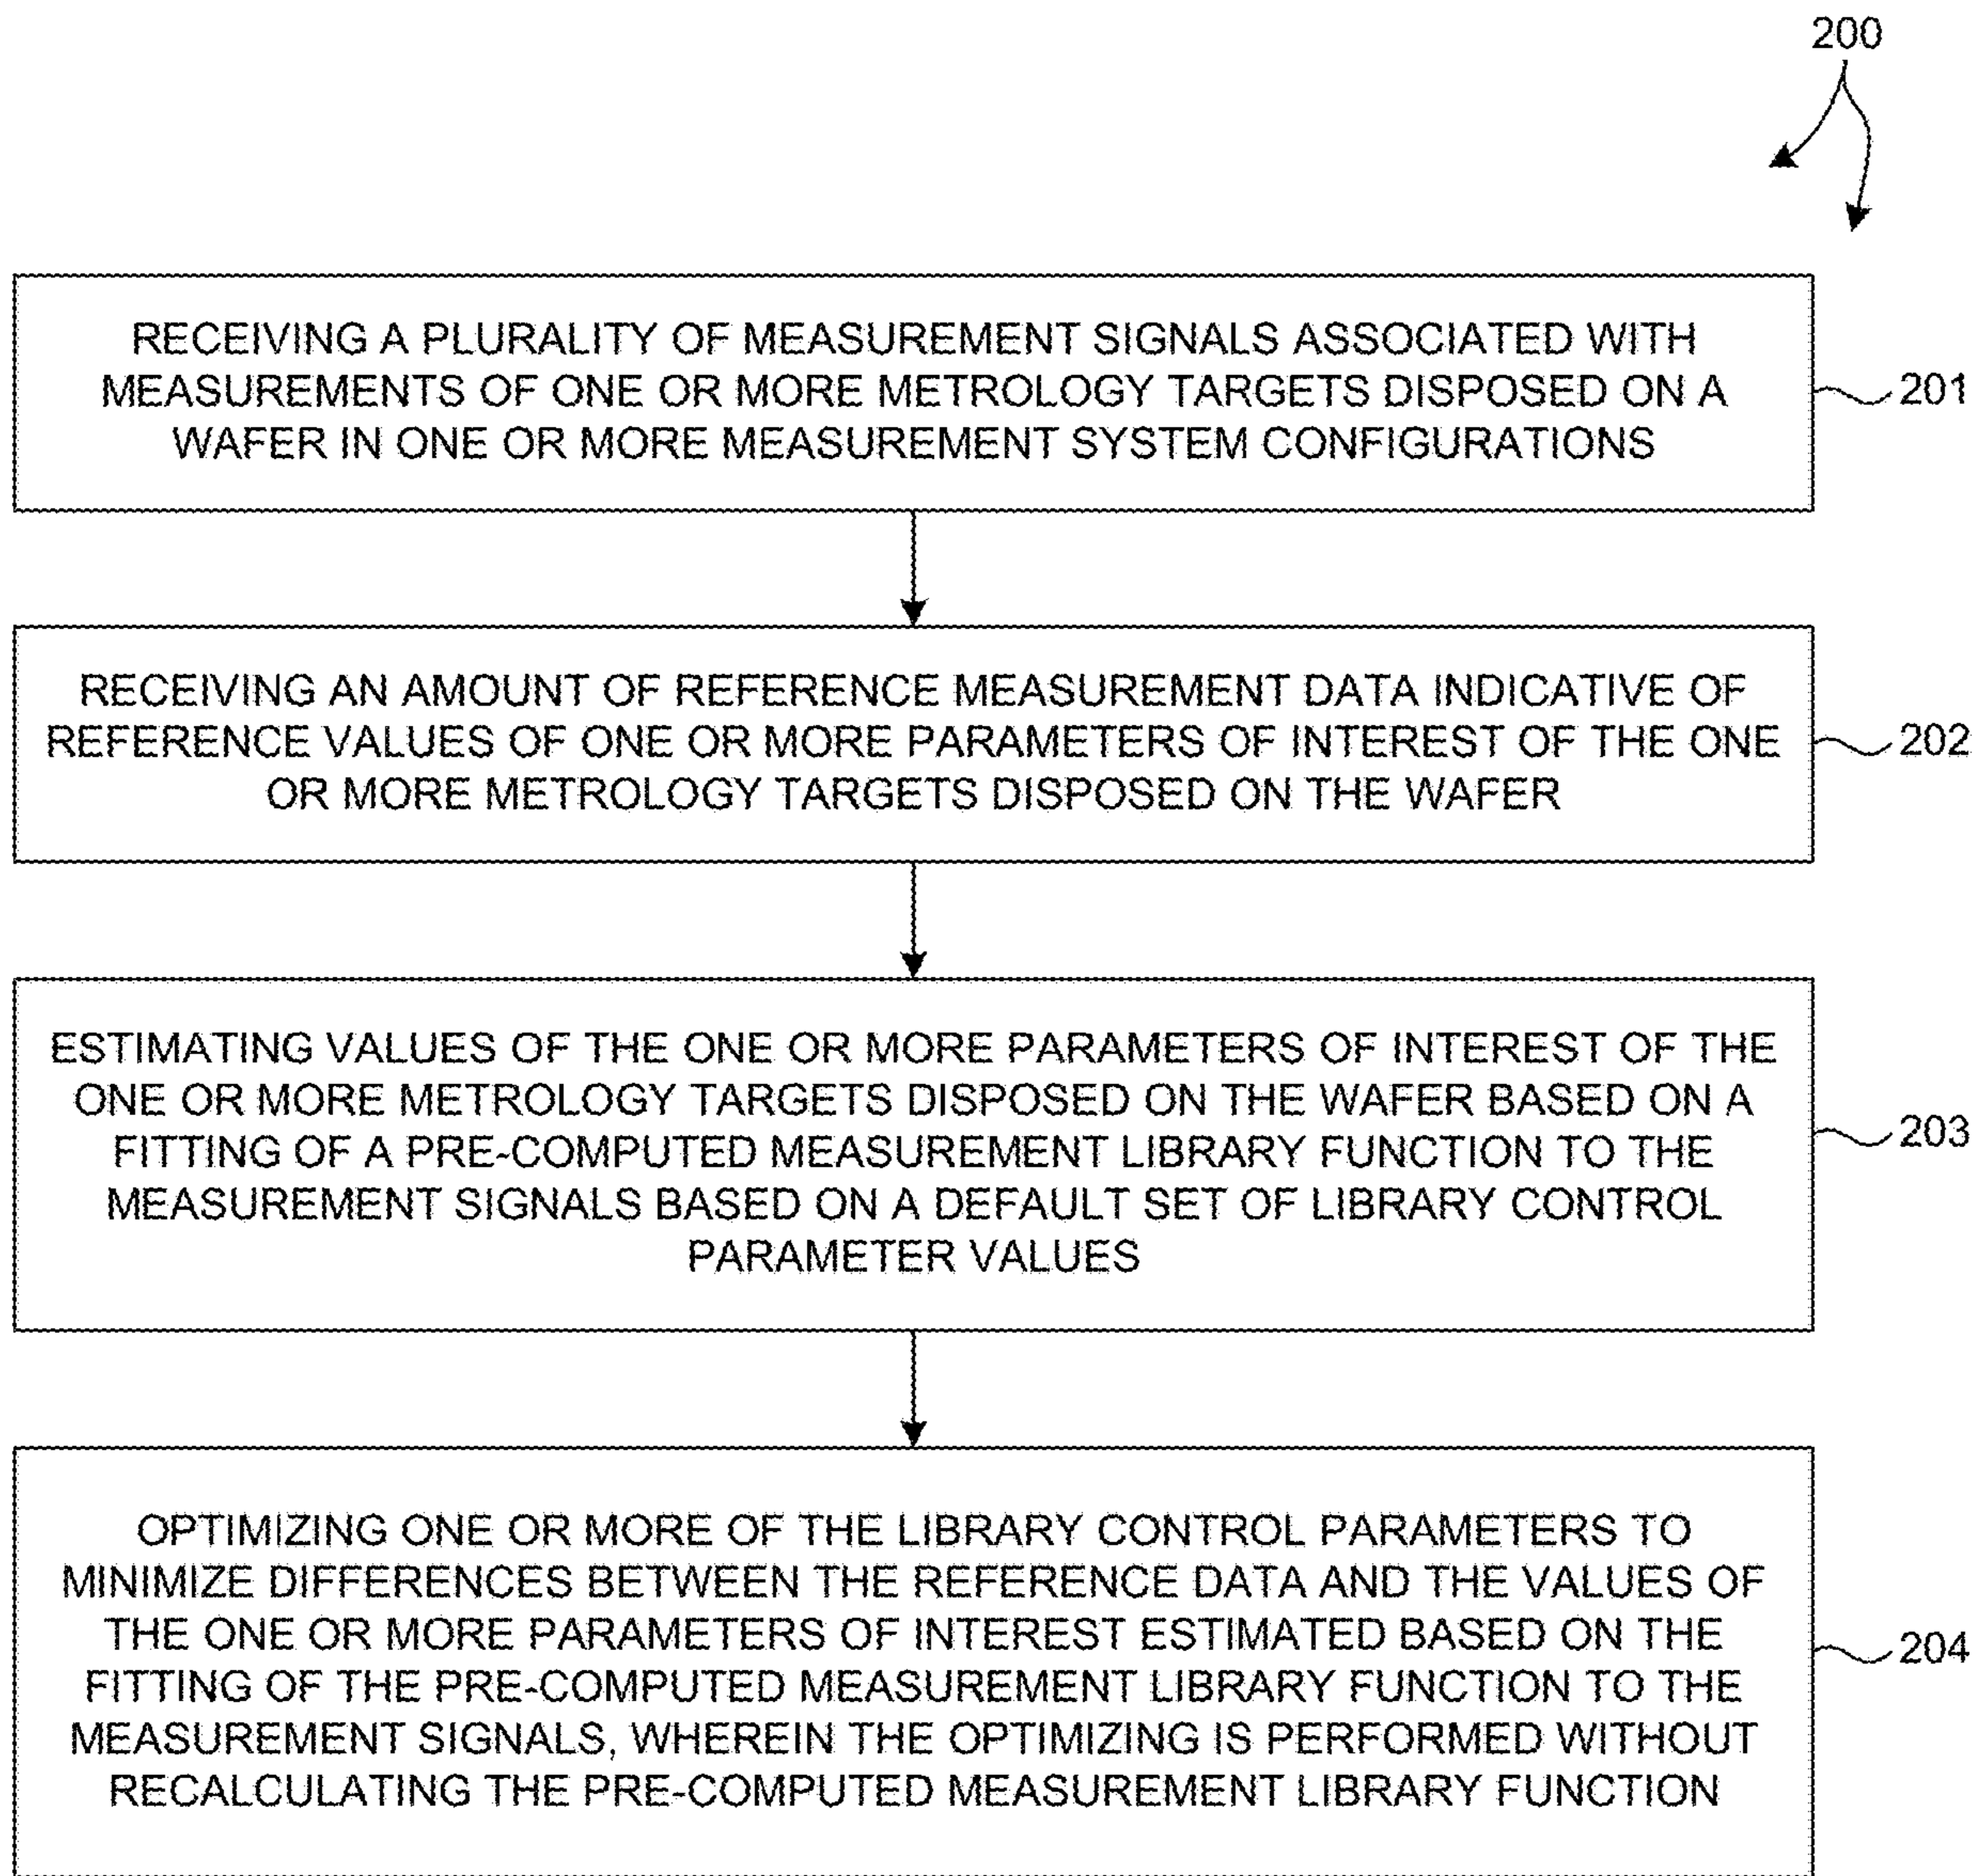 200
RECEIVING A PLURALITY OF MEASUREMENT SIGNALS ASSOCIATED WITH
MEASUREMENTS OF ONE OR MORE METROLOGY TARGETS DISPOSED ON A
WAFER IN ONE OR MORE MEASUREMENT SYSTEM CONFIGURATIONS
201
RECEIVING AN AMOUNT OF REFERENCE MEASUREMENT DATA INDICATIVE OF
REFERENCE VALUES OF ONE OR MORE PARAMETERS OF INTEREST OF THE ONE
OR MORE METROLOGY TARGETS DISPOSED ON THE WAFER
202
ESTIMATING VALUES OF THE ONE OR MORE PARAMETERS OF INTEREST OF THE
ONE OR MORE METROLOGY TARGETS DISPOSED ON THE WAFER BASED ON A
FITTING OF A PRE-COMPUTED MEASUREMENT LIBRARY FUNCTION TO THE
MEASUREMENT SIGNALS BASED ON A DEFAULT SET OF LIBRARY CONTROL
PARAMETER VALUES
203
OPTIMIZING ONE OR MORE OF THE LIBRARY CONTROL PARAMETERS TO
MINIMIZE DIFFERENCES BETWEEN THE REFERENCE DATA AND THE VALUES OF
THE ONE OR MORE PARAMETERS OF INTEREST ESTIMATED BASED ON THE
FITTING OF THE PRE-COMPUTED MEASUREMENT LIBRARY FUNCTION TO THE
MEASUREMENT SIGNALS, WHEREIN THE OPTIMIZING IS PERFORMED WITHOUT
RECALCULATING THE PRE-COMPUTED MEASUREMENT LIBRARY FUNCTION
204